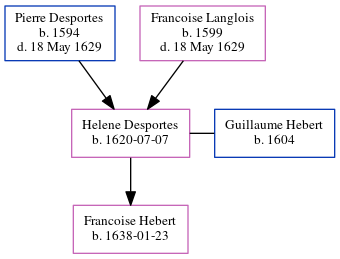 Pierre Desportes
b. 1594
d. 18 May 1629
Francoise Langlois
b. 1599
d. 18 May 1629
Helene Desportes
b. 1620-07-07
Guillaume Hebert
b. 1604
Francoise Hebert
b. 1638-01-23